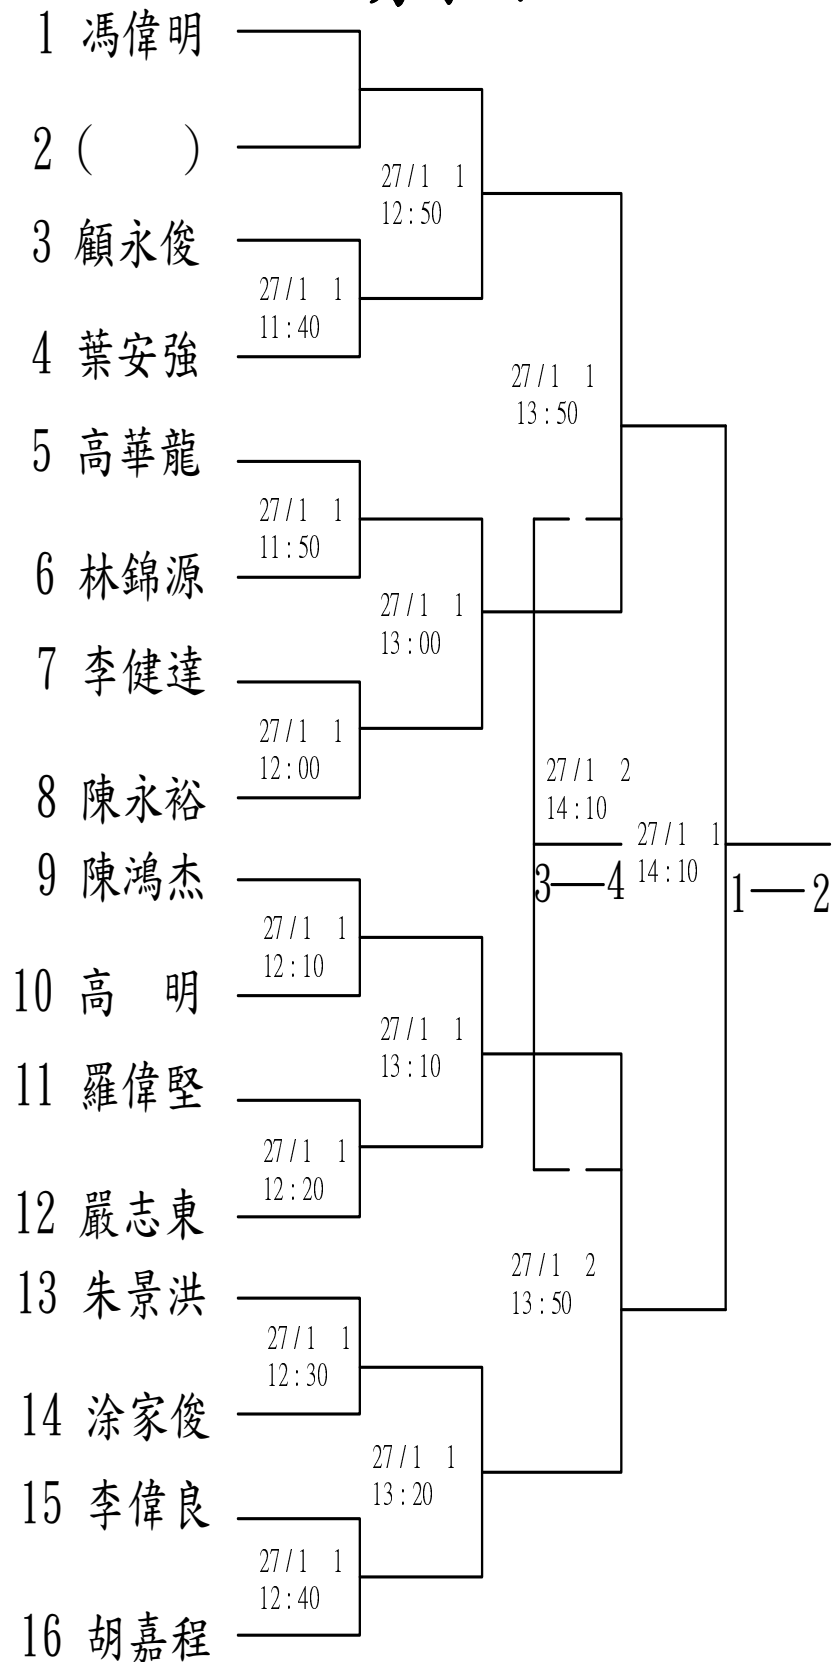 1 馮偉明
2 (　　)
27/1 1
12:50
3 顧永俊
27/1 1
11:40
4 葉安強
27/1 1
13:50
5 高華龍
27/1 1
11:50
6 林錦源
27/1 1
13:00
7 李健達
27/1 1
12:00
8 陳永裕
27/1 2
14:10
27/1 1
14:10
3—4
1—2
9 陳鴻杰
27/1 1
12:10
10 高　明
27/1 1
13:10
11 羅偉堅
27/1 1
12:20
12 嚴志東
27/1 2
13:50
13 朱景洪
27/1 1
12:30
14 涂家俊
27/1 1
13:20
15 李偉良
27/1 1
12:40
16 胡嘉程